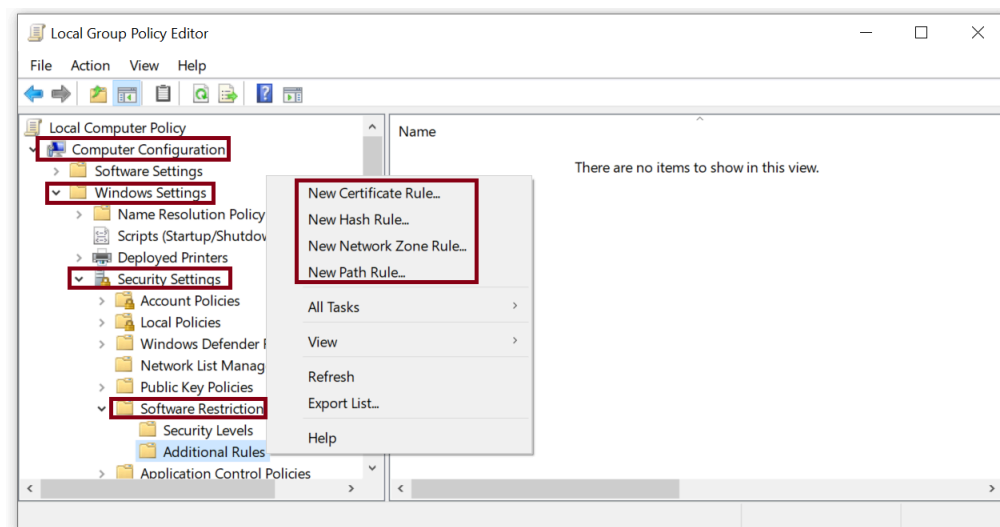 Local Group Policy Editor
File Action View Help
Local Computer Policy
Computer Configuration
Software Settings
Windows Settings
Name Resolution Policy
Scripts (Startup/Shutdow
Deployed Printers
Security Settings
Account Policies
Local Policies
Windows Defender F
Network List Manag
Public Key Policies
Software Restriction
Security Levels
Additional Rules
Application Control Policies
New Certificate Rule...
New Hash Rule...
New Network Zone Rule...
New Path Rule...
All Tasks
View
Refresh
Export List...
Help
Name
There are no items to show in this view.